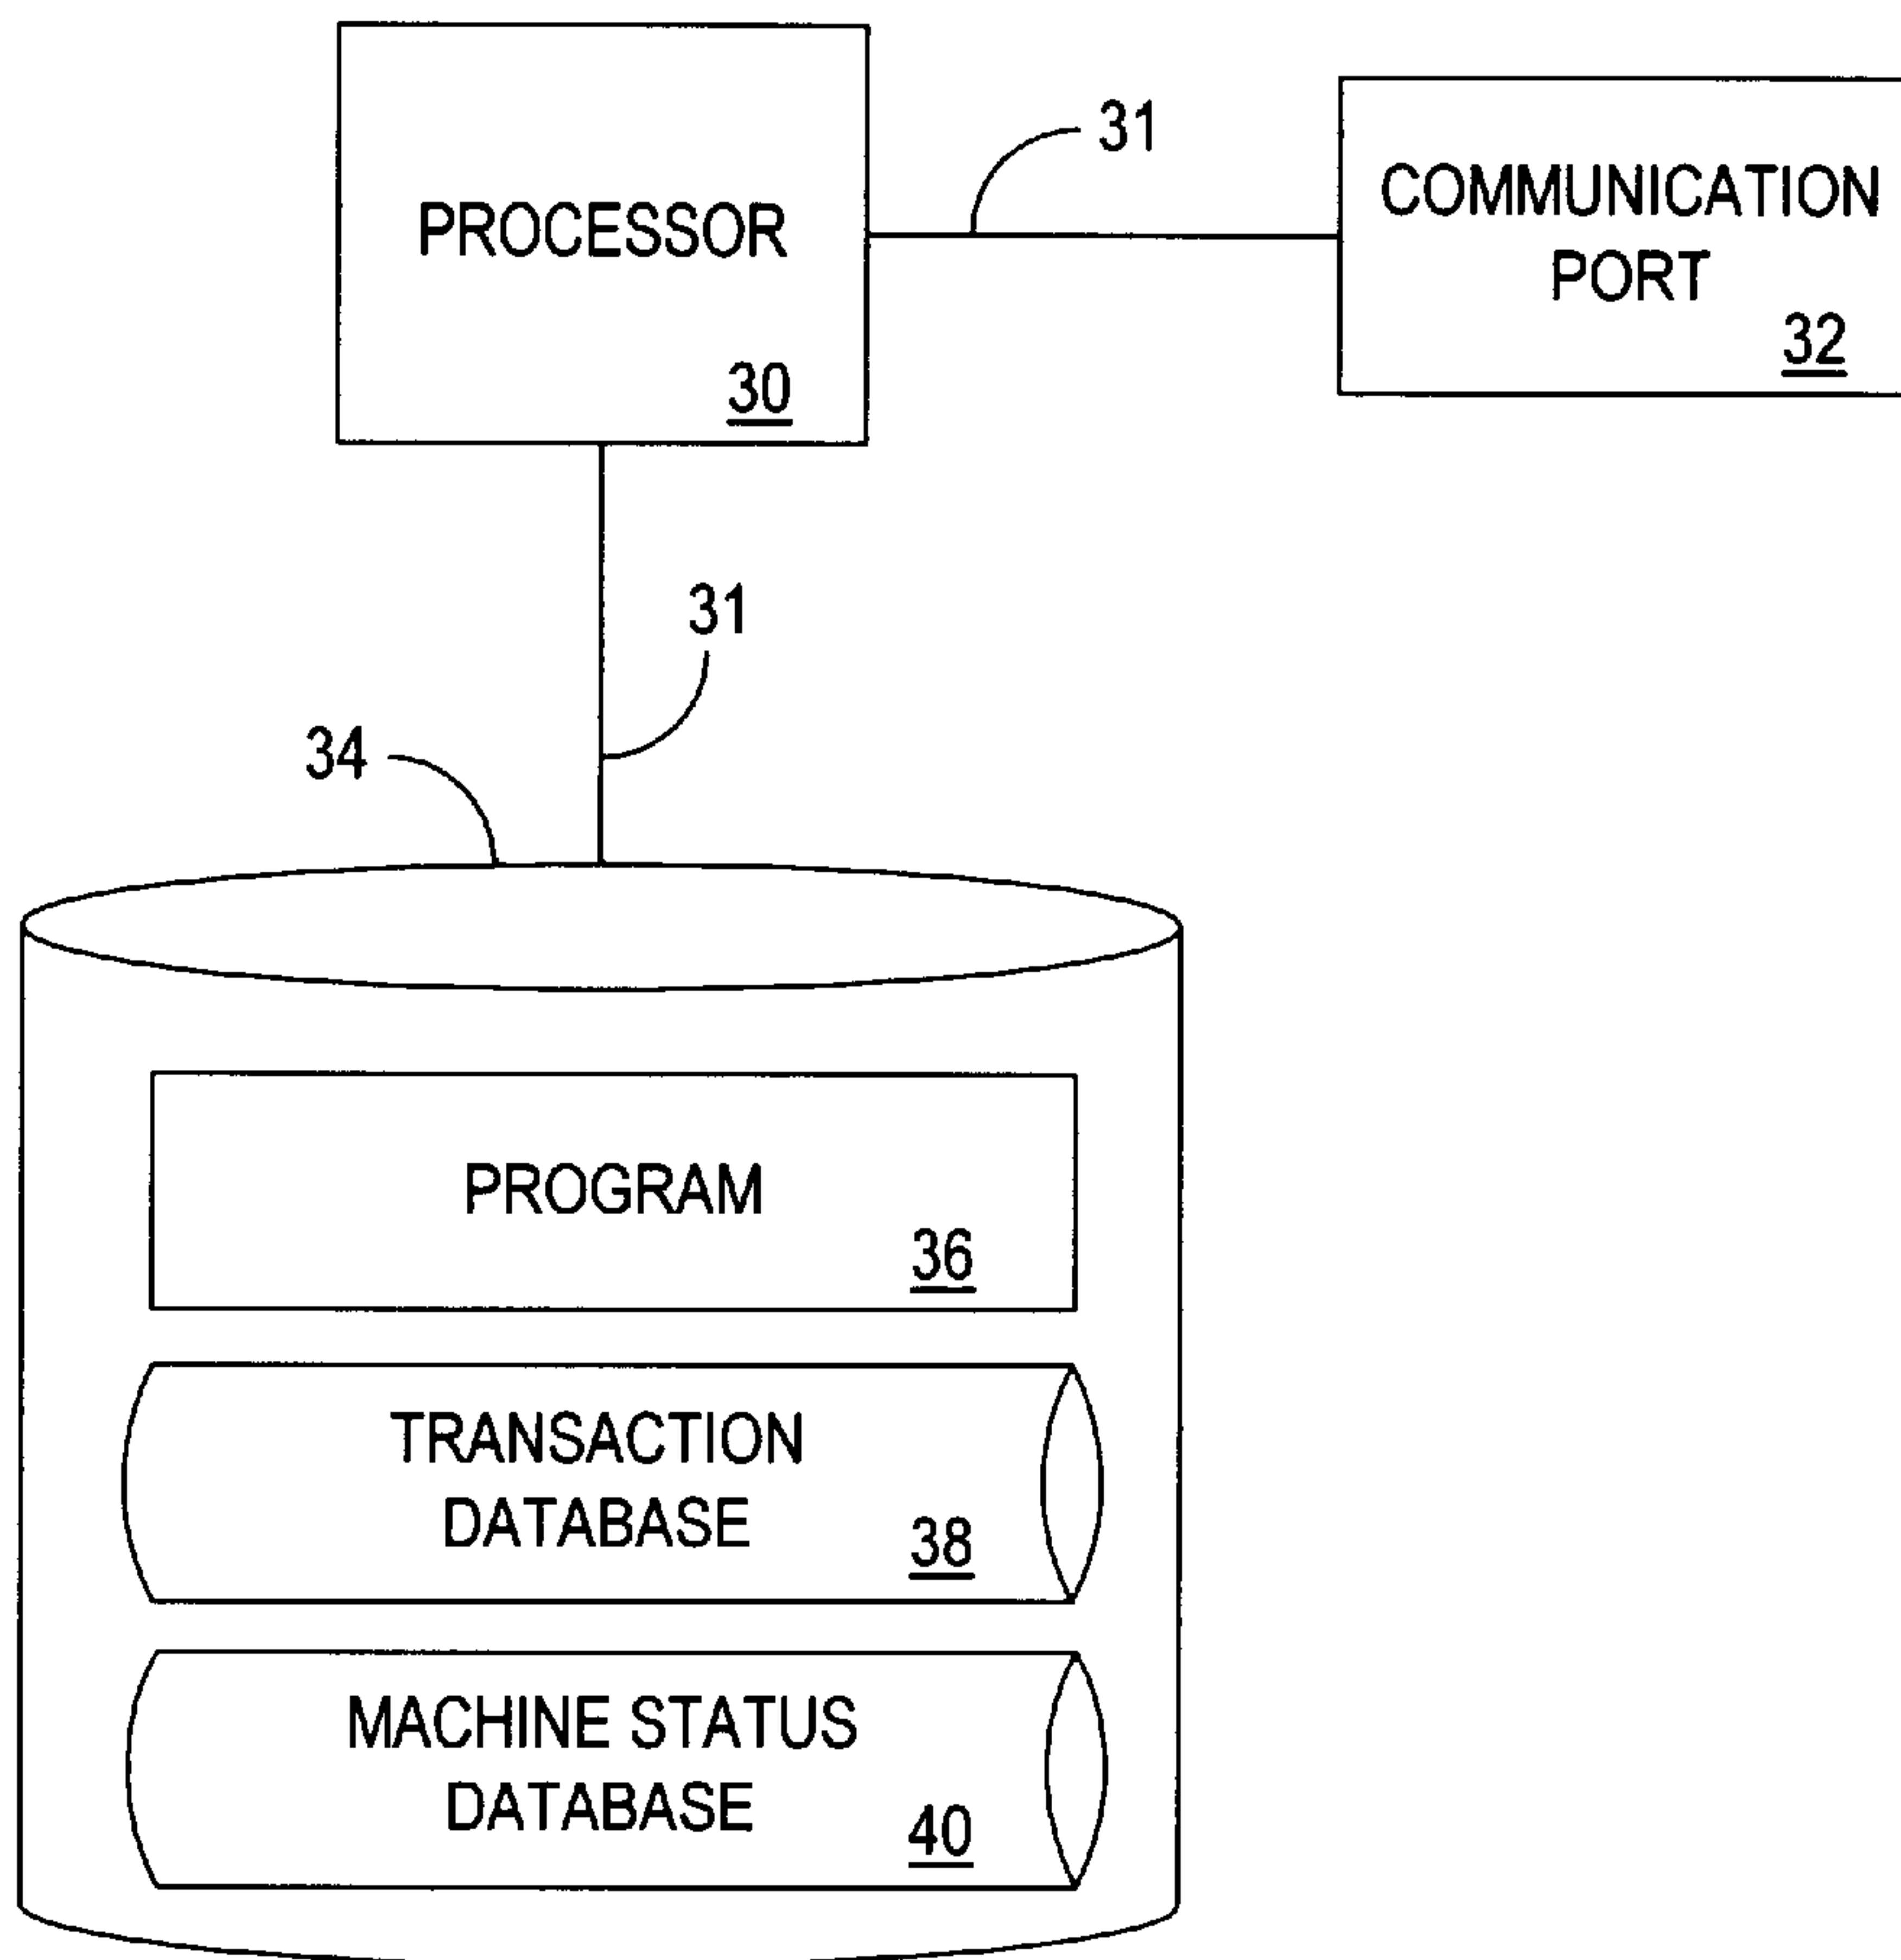 PROCESSOR
30
31
COMMUNICATION
PORT
32
31
34
PROGRAM
36
TRANSACTION
DATABASE
38
MACHINE STATUS
DATABASE
40